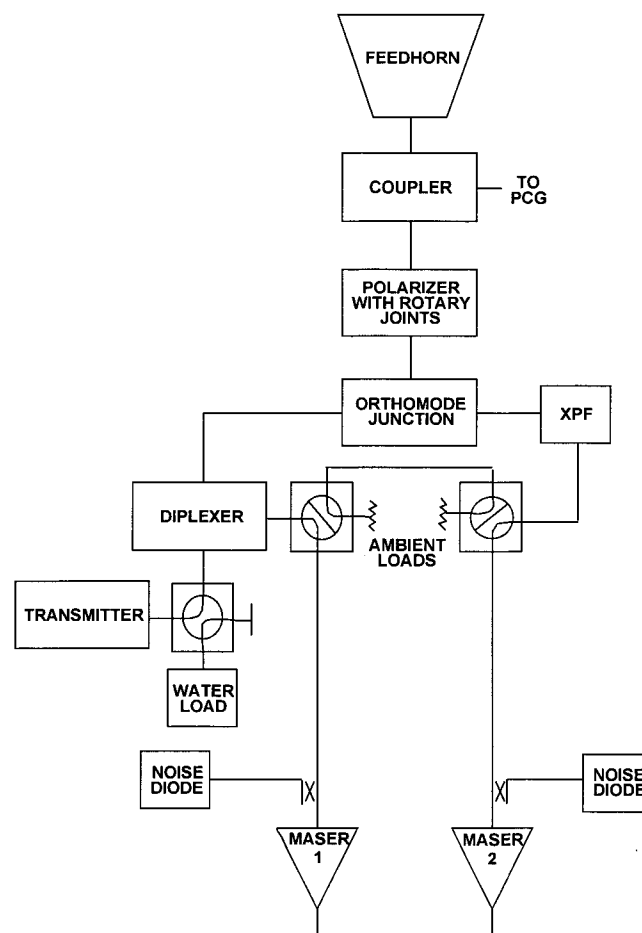 FEEDHORN
COUPLER
TO
PCG
POLARIZER
WITH ROTARY
JOINTS
ORTHOMODE
JUNCTION
XPF
DIPLEXER
AMBIENT
LOADS
TRANSMITTER
WATER
LOAD
NOISE
DIODE
NOISE
DIODE
MASER
1
MASER
2